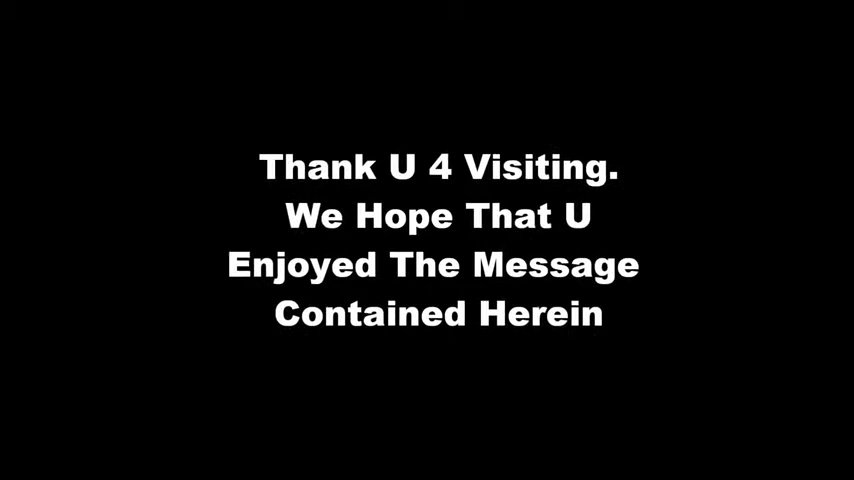 Thank U 4 Visiting.
We Hope That U
Enjoyed The Message
Contained Herein